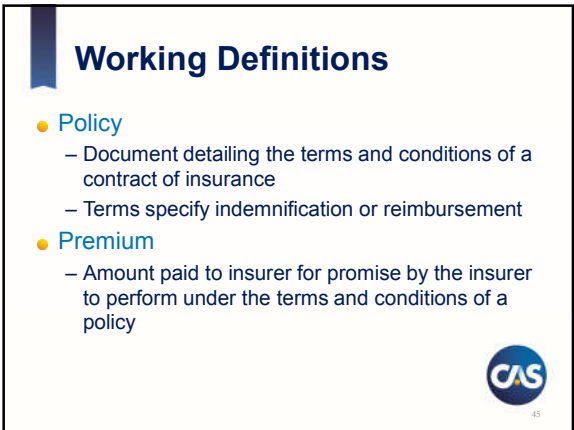 Working Definitions
Policy
– Document detailing the terms and conditions of a
contract of insurance
– Terms specify indemnification or reimbursement
Premium
– Amount paid to insurer for promise by the insurer
to perform under the terms and conditions of a
policy
CAS
45